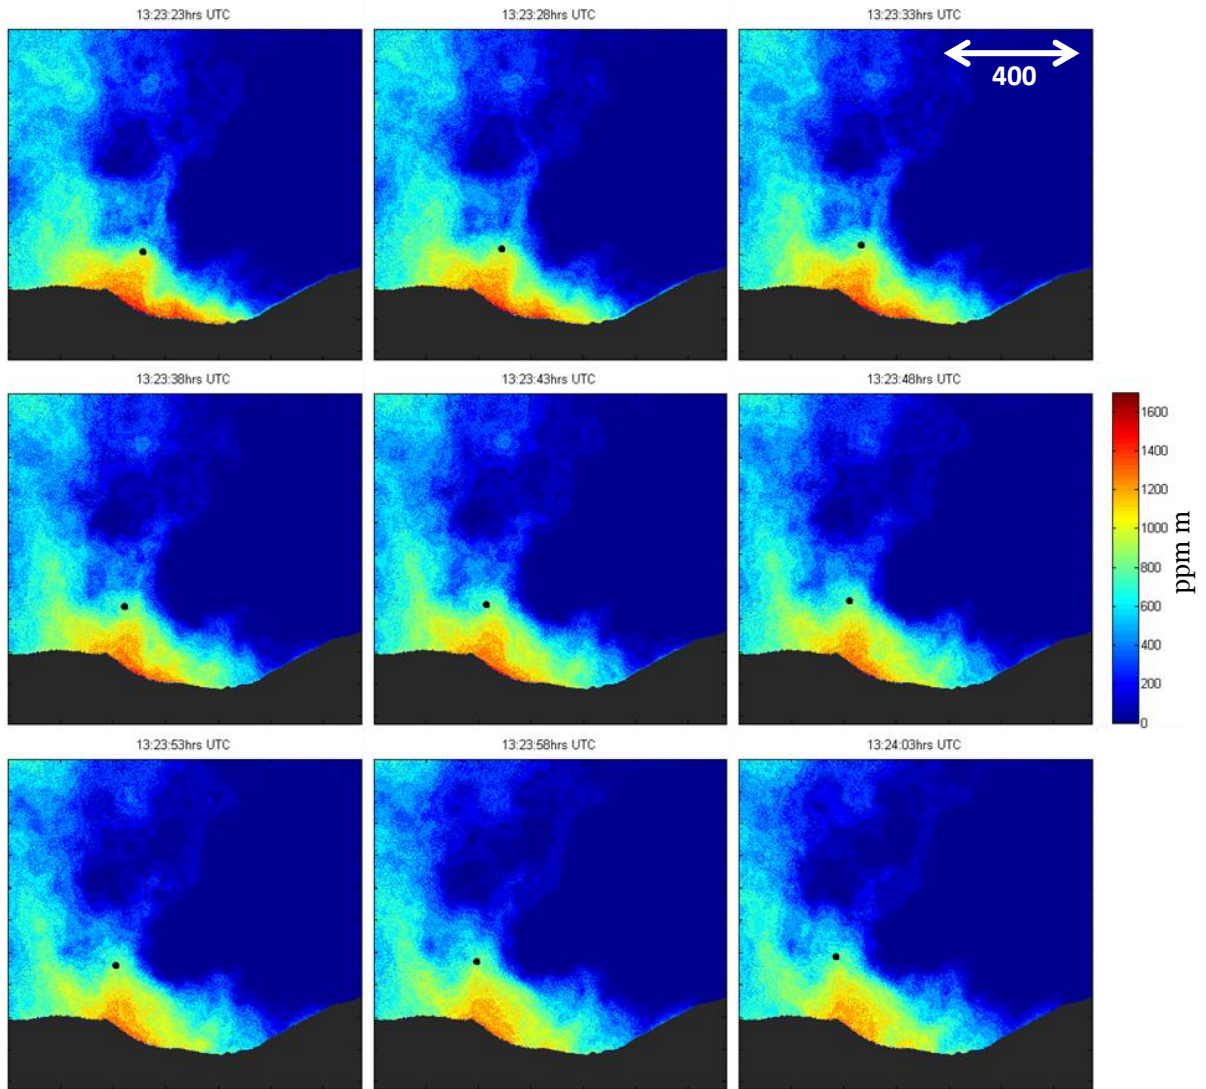 13:23:23hrs UTC
13:23:28hrs UTC
13:23:33hrs UTC
400
13:23:38hrs UTC
13:23:43hrs UTC
13:23:48hrs UTC
1600
1400
1200
1000
800
600
400
200
0
ppm m
13:23:53hrs UTC
13:23:58hrs UTC
13:24:03hrs UTC